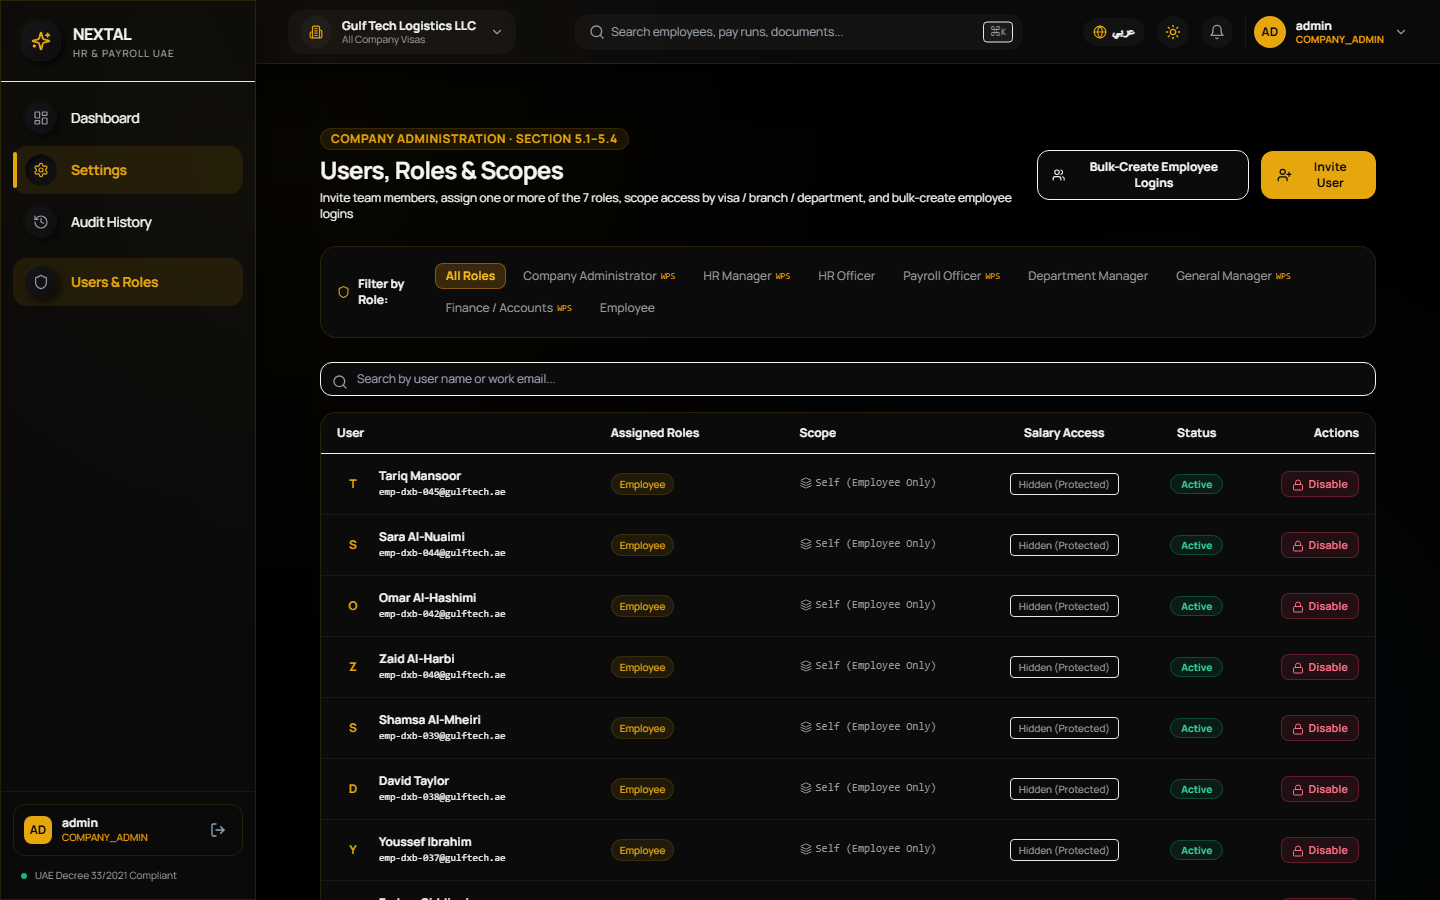 NEXTAL
HR & PAYROLL UAE
Dashboard
Settings
Audit History
Users & Roles
AD
admin
COMPANY_ADMIN
UAE Decree 33/2021 Compliant
Gulf Tech Logistics LLC
All Company Visas
Search employees, pay runs, documents...
⌘K
عربي
AD
admin
COMPANY_ADMIN
COMPANY ADMINISTRATION · SECTION 5.1–5.4
Users, Roles & Scopes
Invite team members, assign one or more of the 7 roles, scope access by visa / branch / department, and bulk-create employee
logins
Bulk-Create Employee
Logins
Invite
User
Filter by
Role:
All Roles
Company Administrator WPS
HR Manager WPS
HR Officer
Payroll Officer WPS
Department Manager
General Manager WPS
Finance / Accounts WPS
Employee
Search by user name or work email...
User Assigned Roles Scope Salary Access Status Actions
T
Tariq Mansoor
emp-dxb-045@gulftech.ae
Employee
Self (Employee Only)
Hidden (Protected)
Active
Disable
S
Sara Al-Nuaimi
emp-dxb-044@gulftech.ae
Employee
Self (Employee Only)
Hidden (Protected)
Active
Disable
O
Omar Al-Hashimi
emp-dxb-042@gulftech.ae
Employee
Self (Employee Only)
Hidden (Protected)
Active
Disable
Z
Zaid Al-Harbi
emp-dxb-040@gulftech.ae
Employee
Self (Employee Only)
Hidden (Protected)
Active
Disable
S
Shamsa Al-Mheiri
emp-dxb-039@gulftech.ae
Employee
Self (Employee Only)
Hidden (Protected)
Active
Disable
D
David Taylor
emp-dxb-038@gulftech.ae
Employee
Self (Employee Only)
Hidden (Protected)
Active
Disable
Y
Youssef Ibrahim
emp-dxb-037@gulftech.ae
Employee
Self (Employee Only)
Hidden (Protected)
Active
Disable